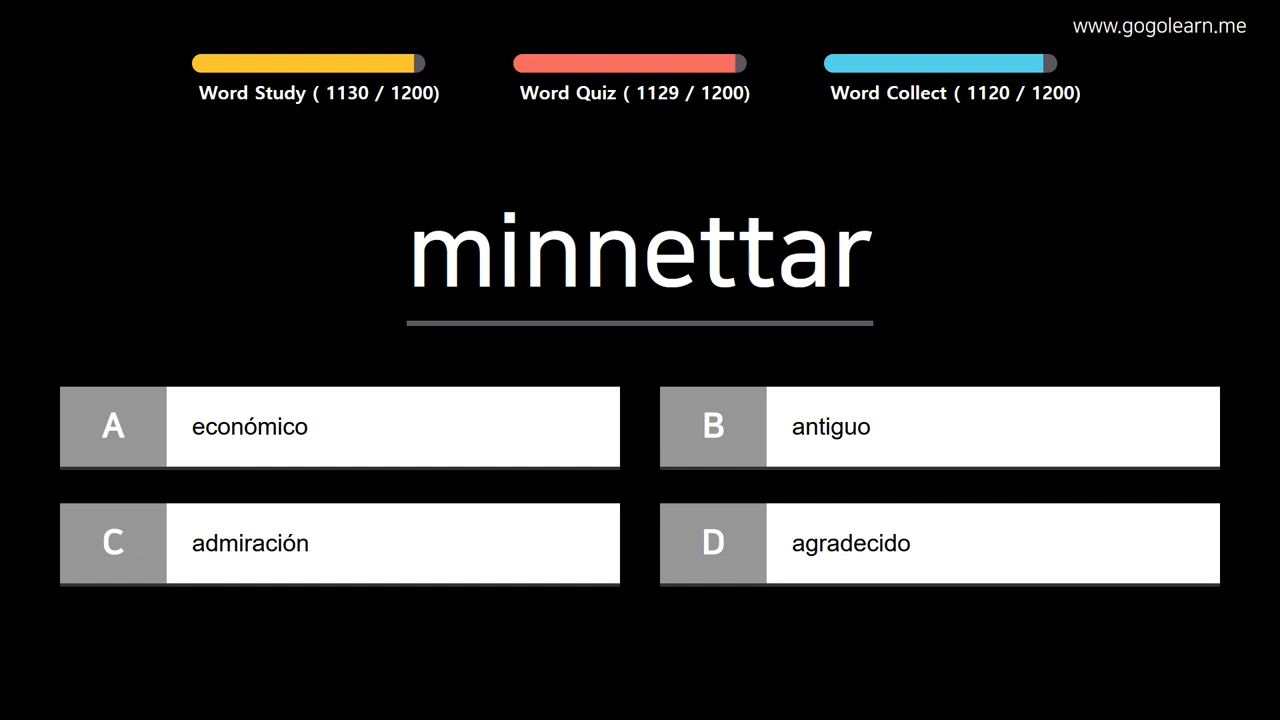 www.gogolearn.me
Word Study ( 1130 / 1200)
Word Quiz ( 1129 / 1200)
Word Collect ( 1120 / 1200)
minnettar
A económico
B antiguo
C admiración
D agradecido